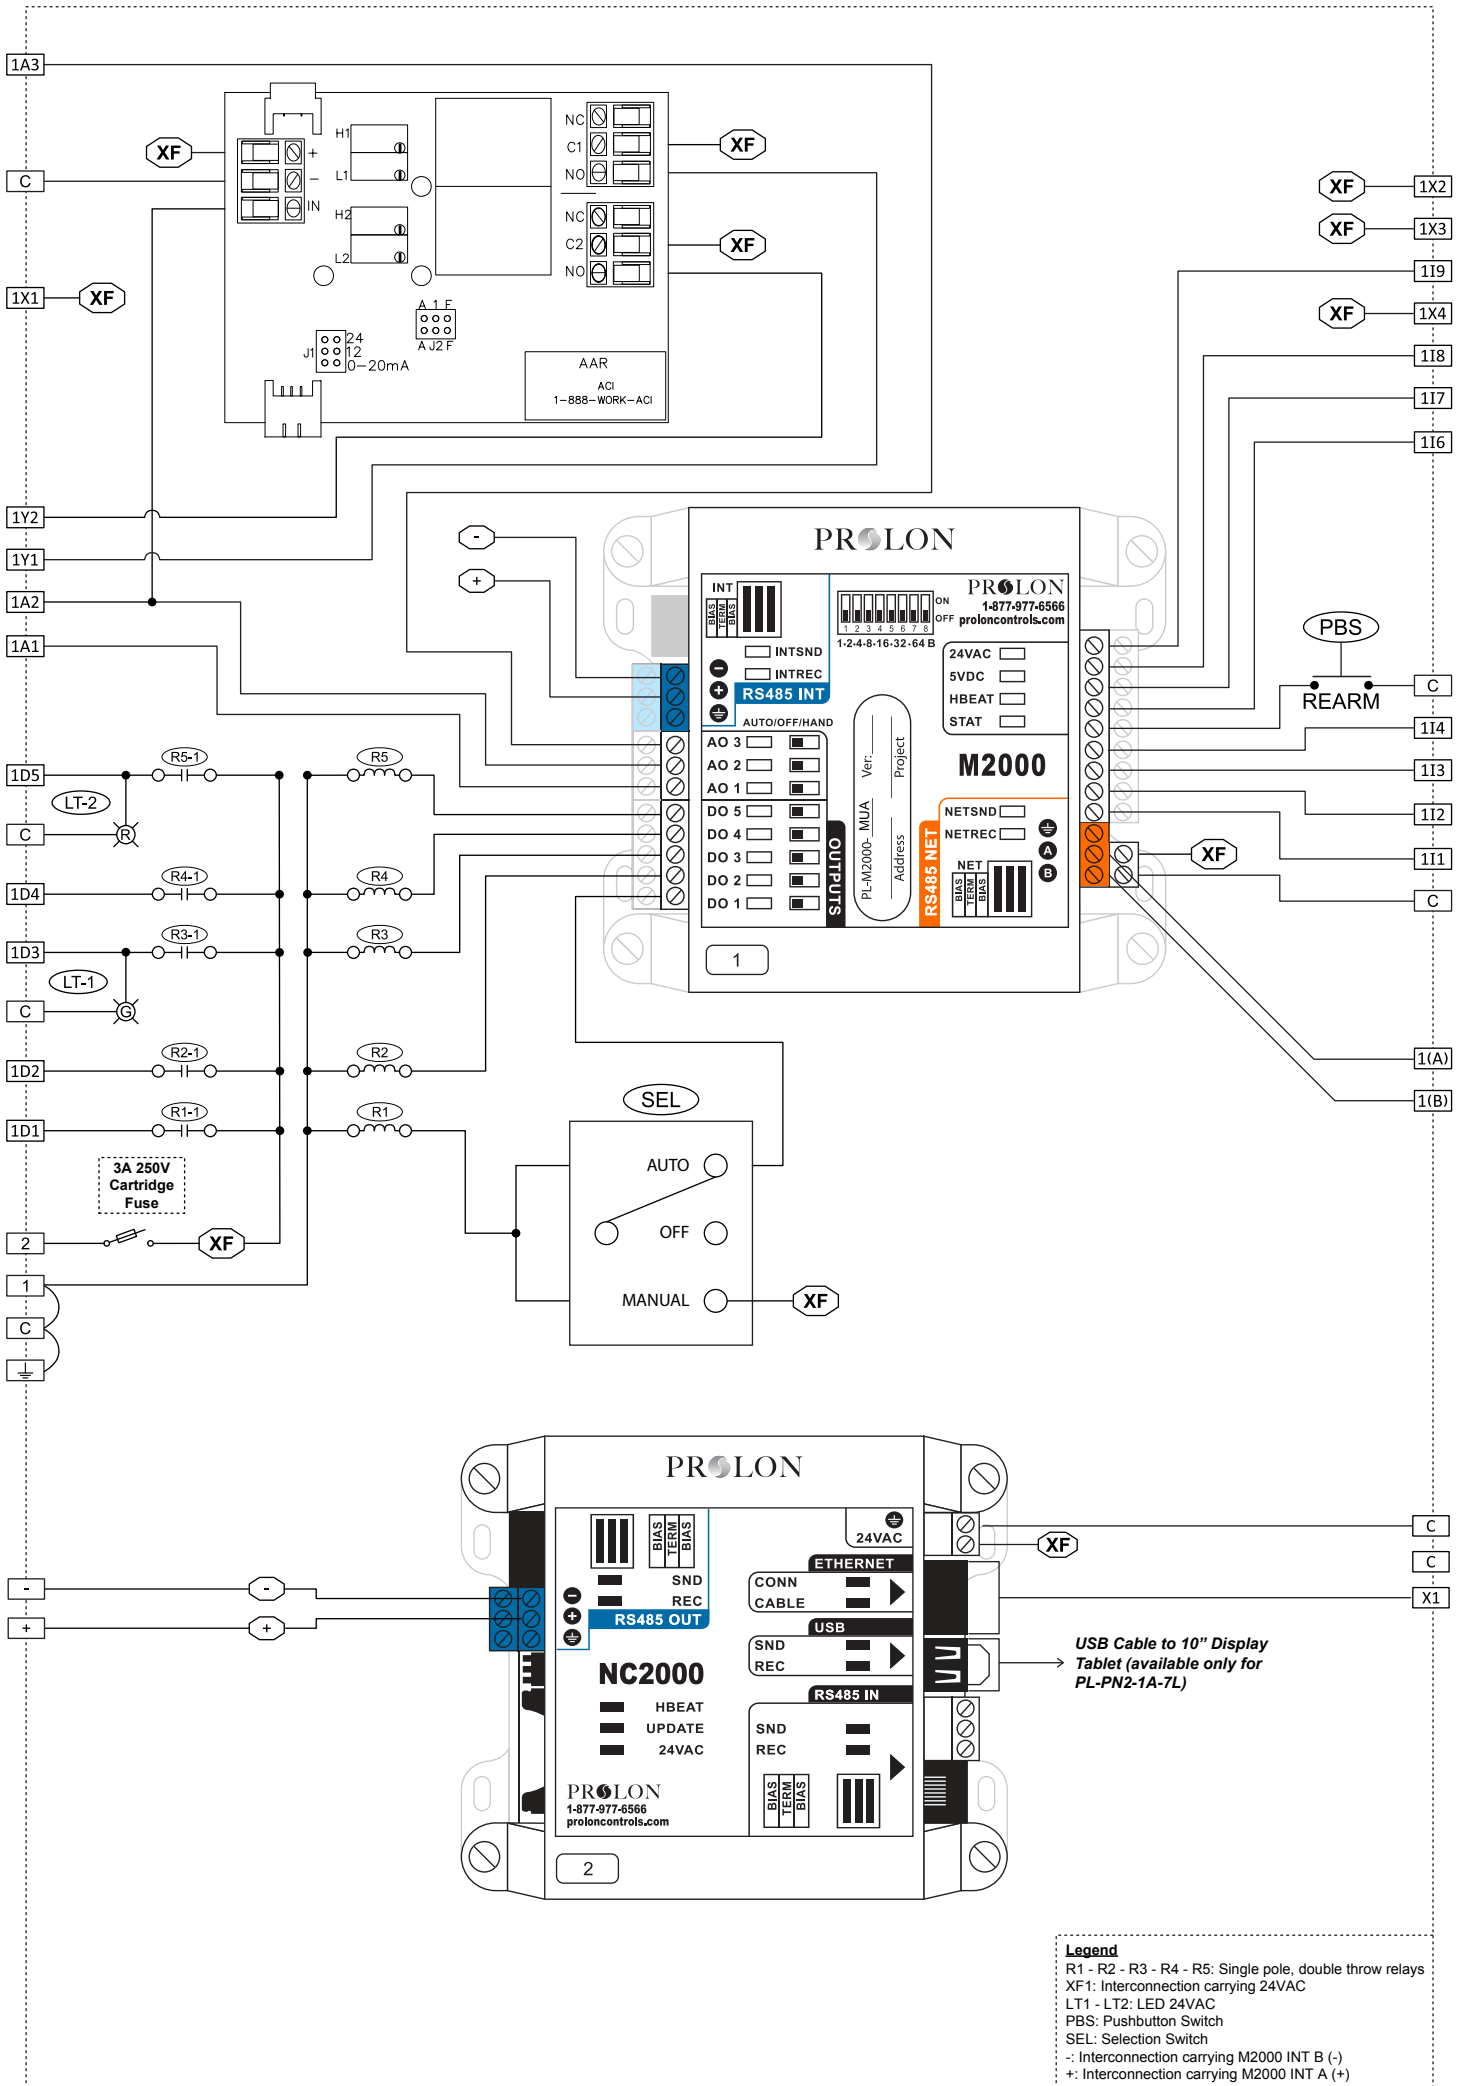 1A3
XF
C
1X1
XF
1Y2
1Y1
1A2
1A1
H1
L1
H2
L2
+
-
IN
NC
C1
NO
NC
C2
NO
XF
XF
A 1 F
A J2 F
J1
24
12
0-20mA
AAR
ACI
1-888-WORK-ACI
XF
1X2
XF
1X3
1I9
XF
1X4
1I8
1I7
1I6
-
+
PROLON
INT
BIAS
TERM
BIAS
INTSND
INTREC
RS485 INT
AUTO/OFF/HAND
ON
OFF
1 2 3 4 5 6 7 8
1·2·4·8·16·32·64 B
PROLON
1-877-977-6566
proloncontrols.com
24VAC
5VDC
HBEAT
STAT
M2000
AO 3
AO 2
AO 1
DO 5
DO 4
DO 3
DO 2
DO 1
OUTPUTS
PL-M2000- MUA Ver:
Address Project
RS485 NET
NETSND
NETREC
NET
BIAS
TERM
BIAS
A
B
1
PBS
REARM
C
1I4
1I3
1I2
1I1
XF
C
1(A)
1(B)
1D5
R5-1
R5
LT-2
C
R
1D4
R4-1
R4
1D3
R3-1
R3
LT-1
C
G
1D2
R2-1
R2
1D1
R1-1
R1
3A 250V
Cartridge
Fuse
2
XF
1
C
SEL
AUTO
OFF
MANUAL
XF
PROLON
BIAS
TERM
BIAS
SND
REC
RS485 OUT
NC2000
HBEAT
UPDATE
24VAC
PROLON
1-877-977-6566
proloncontrols.com
24VAC
ETHERNET
CONN
CABLE
USB
SND
REC
RS485 IN
SND
REC
BIAS
TERM
BIAS
2
-
-
+
+
XF
C
C
X1
USB Cable to 10” Display
Tablet (available only for
PL-PN2-1A-7L)
Legend
R1 - R2 - R3 - R4 - R5: Single pole, double throw relays
XF1: Interconnection carrying 24VAC
LT1 - LT2: LED 24VAC
PBS: Pushbutton Switch
SEL: Selection Switch
-: Interconnection carrying M2000 INT B (-)
+: Interconnection carrying M2000 INT A (+)